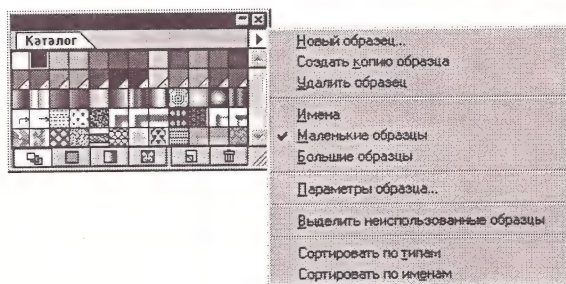 Каталог
Новый образец...
Создать копию образца
Удалить образец
Имена
Маленькие образцы
Большие образцы
Параметры образца...
Выделить неиспользованные образцы
Сортировать по типам
Сортировать по именам